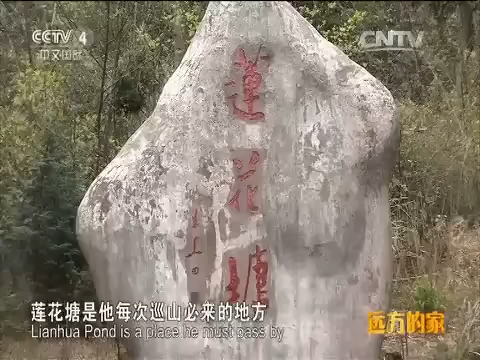 CCTV 4
中文国际
CNTV
莲花塘
莲花塘是他每次巡山必来的地方
Lianhua Pond is a place he must pass by
远方的家